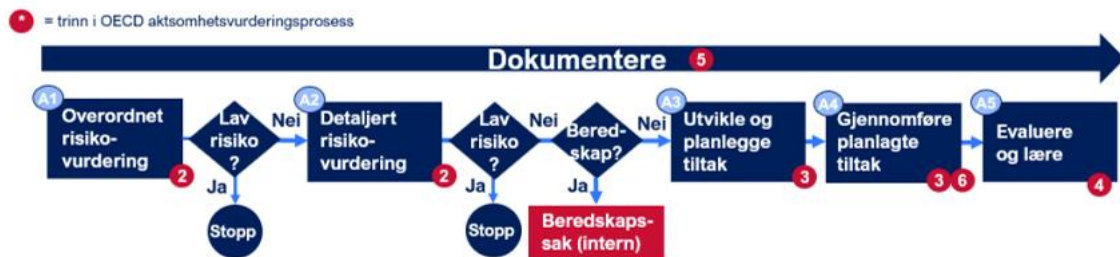 * = trinn i OECD aktsomhetsvurderingsprosess
Dokumentere 5
A1
Overordnet
risiko-
vurdering
2
Lav
risiko
?
Nei
Ja
Stopp
A2
Detaljert
risiko-
vurdering
2
Lav
risiko
?
Nei
Ja
Stopp
Bered-
skap?
Nei
Ja
Beredskaps-
sak (intern)
A3
Utvikle og
planlegge
tiltak
3
A4
Gjennomføre
planlagte
tiltak
3 6
A5
Evaluere
og lære
4